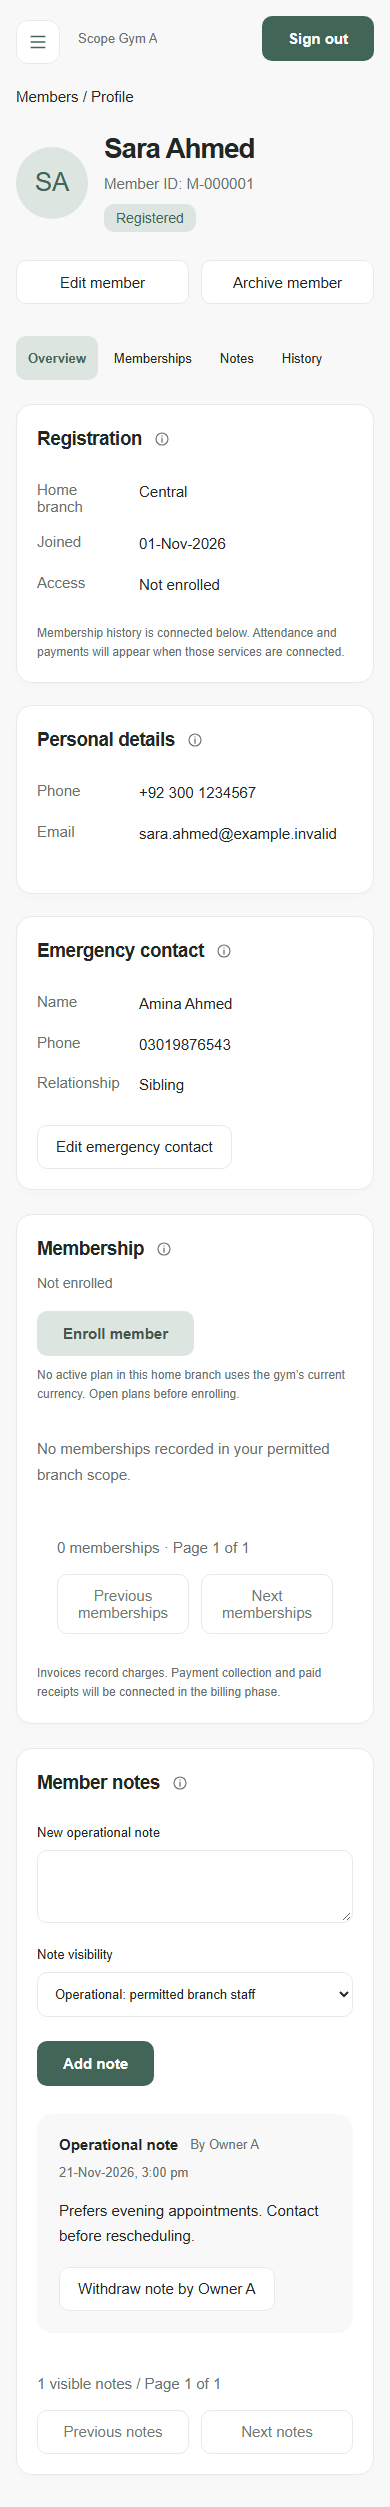 Scope Gym A
Sign out
Members / Profile
SA
Sara Ahmed
Member ID: M-000001
Registered
Edit member
Archive member
Overview
Memberships
Notes
History
Registration
Home
branch
Central
Joined
01-Nov-2026
Access
Not enrolled
Membership history is connected below. Attendance and
payments will appear when those services are connected.
Personal details
Phone
+92 300 1234567
Email
sara.ahmed@example.invalid
Emergency contact
Name
Amina Ahmed
Phone
03019876543
Relationship
Sibling
Edit emergency contact
Membership
Not enrolled
Enroll member
No active plan in this home branch uses the gym's current
currency. Open plans before enrolling.
No memberships recorded in your permitted
branch scope.
0 memberships · Page 1 of 1
Previous
memberships
Next
memberships
Invoices record charges. Payment collection and paid
receipts will be connected in the billing phase.
Member notes
New operational note
Note visibility
Operational: permitted branch staff
Add note
Operational note By Owner A
21-Nov-2026, 3:00 pm
Prefers evening appointments. Contact
before rescheduling.
Withdraw note by Owner A
1 visible notes / Page 1 of 1
Previous notes
Next notes